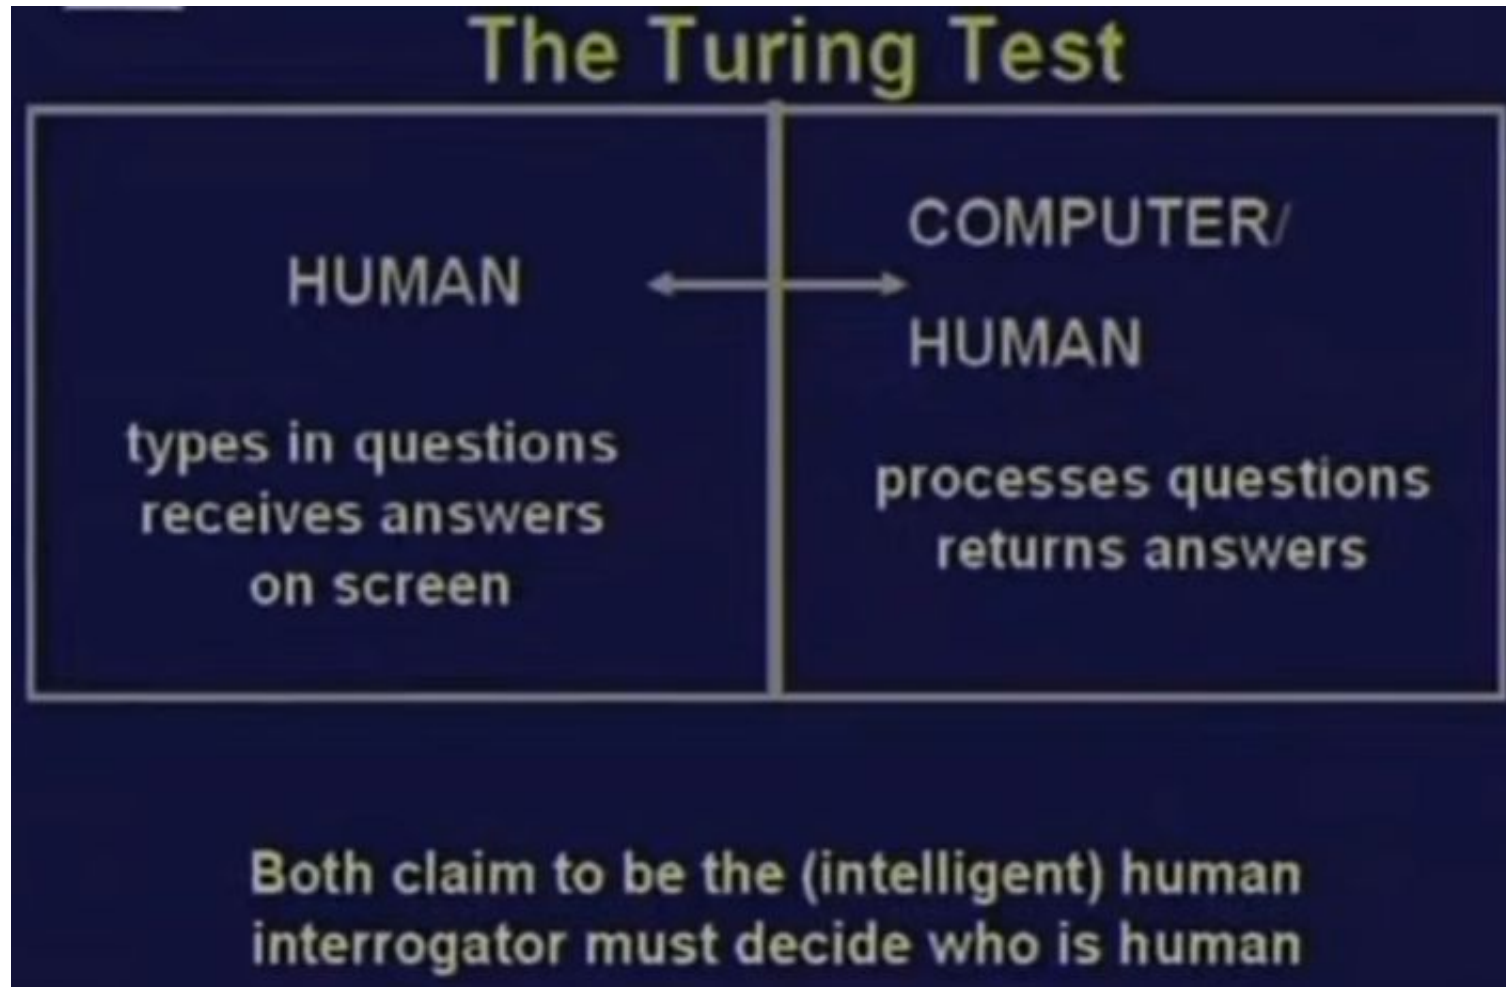 The Turing Test
HUMAN
types in questions
receives answers
on screen
COMPUTER/
HUMAN
processes questions
returns answers
Both claim to be the (intelligent) human
interrogator must decide who is human